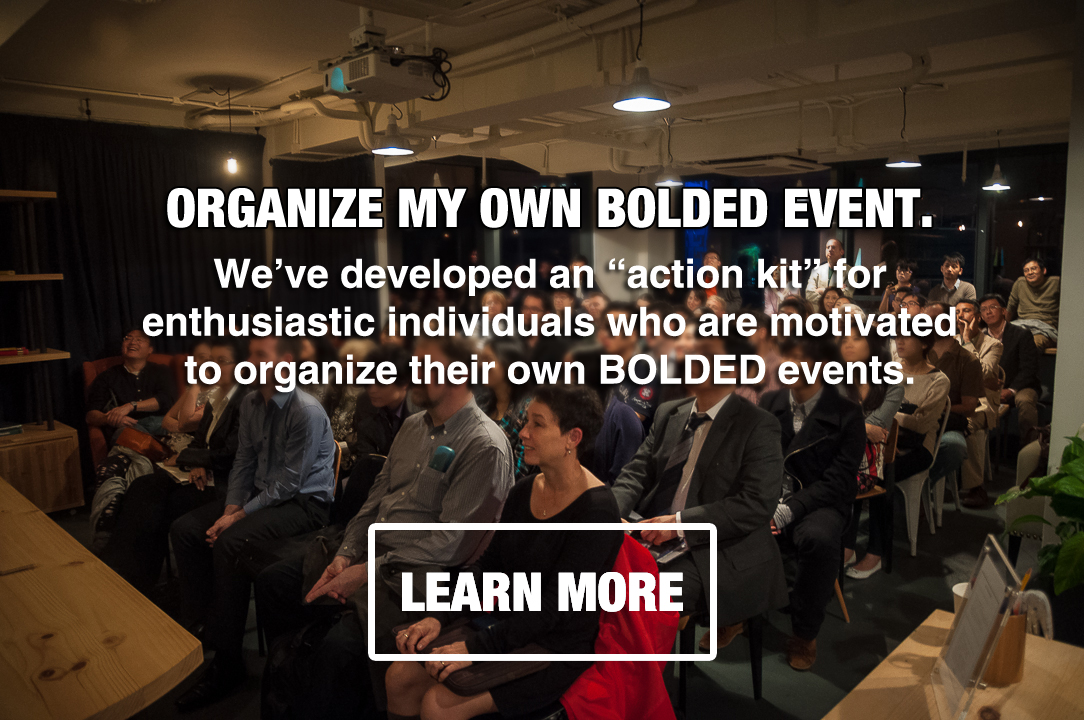 ORGANIZE MY OWN BOLDED EVENT.
We’ve developed an “action kit” for
enthusiastic individuals who are motivated
to organize their own BOLDED events.
LEARN MORE